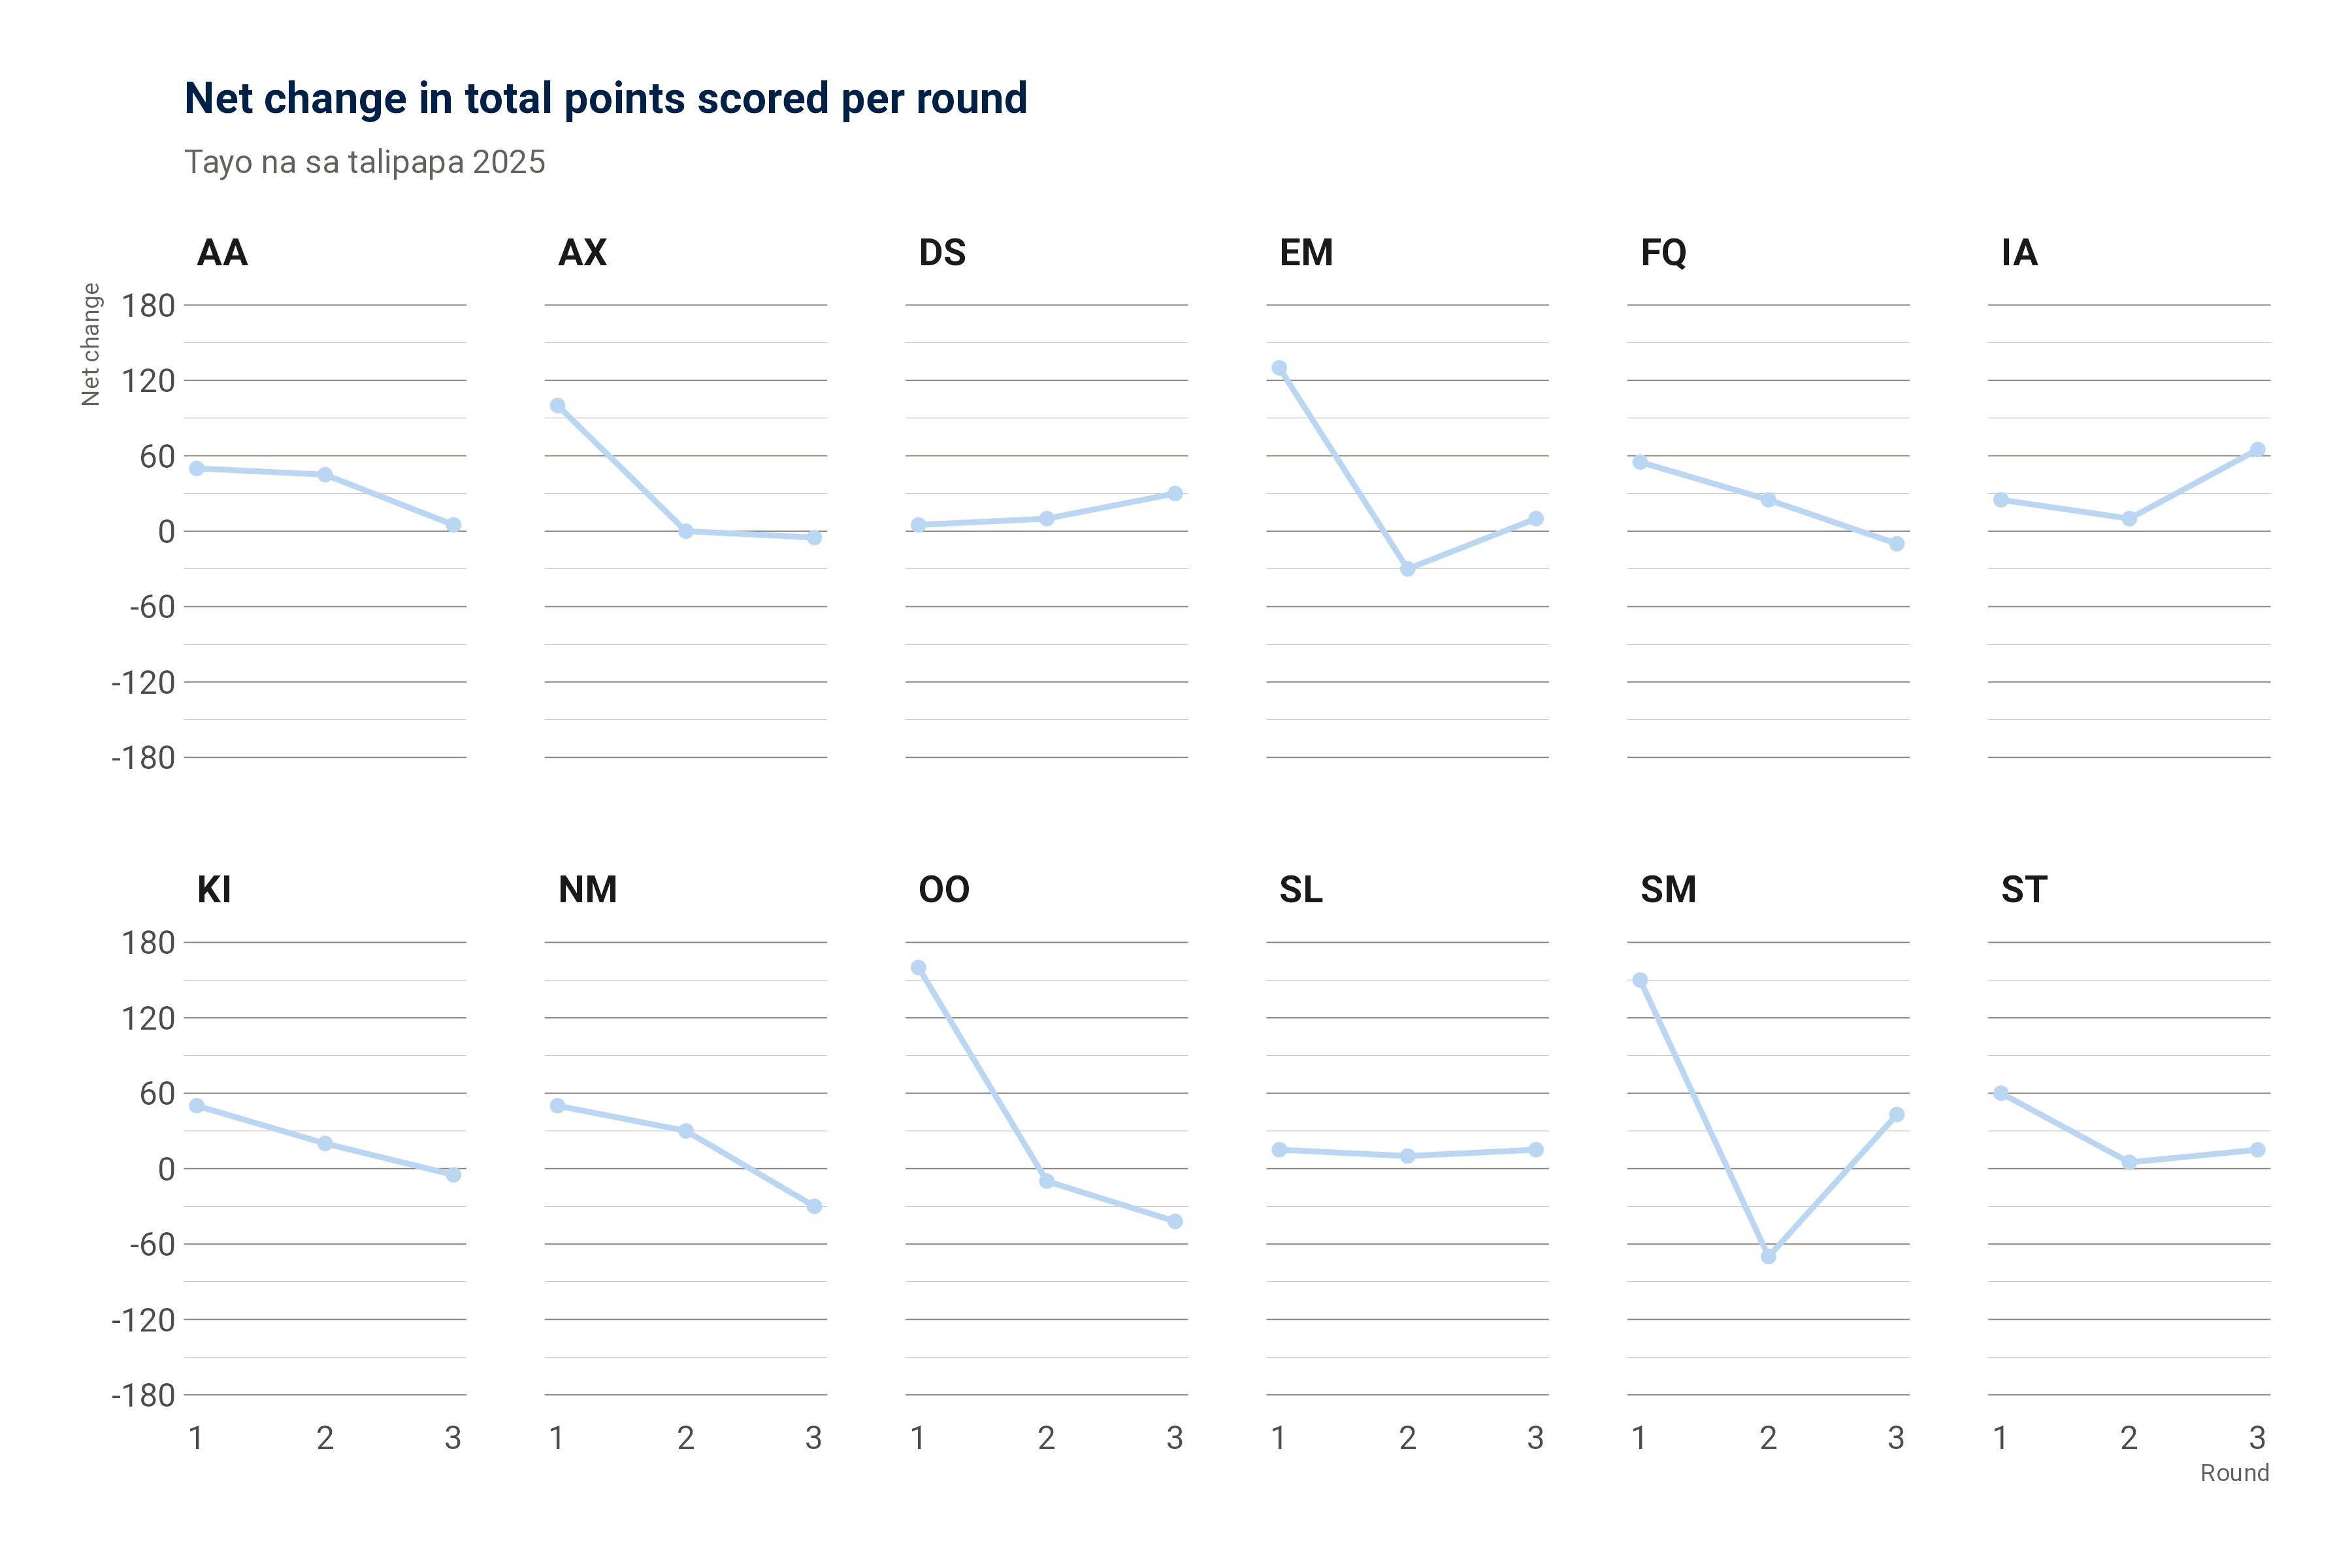 Net change in total points scored per round
Tayo na sa talipapa 2025
AA
AX
DS
EM
FQ
IA
Net change
180
120
60
0
-60
-120
-180
KI
NM
OO
SL
SM
ST
180
120
60
0
-60
-120
-180
1 2 3 1 2 3 1 2 3 1 2 3 1 2 3 1 2 3
Round